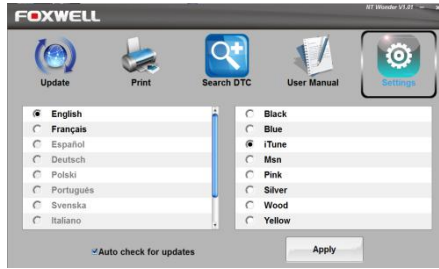 NT Wonder V1.01
FOXWELL
Update
Print
Search DTC
User Manual
Settings
English
Français
Español
Deutsch
Polski
Português
Svenska
Italiano
Black
Blue
iTune
Msn
Pink
Silver
Wood
Yellow
Auto check for updates
Apply